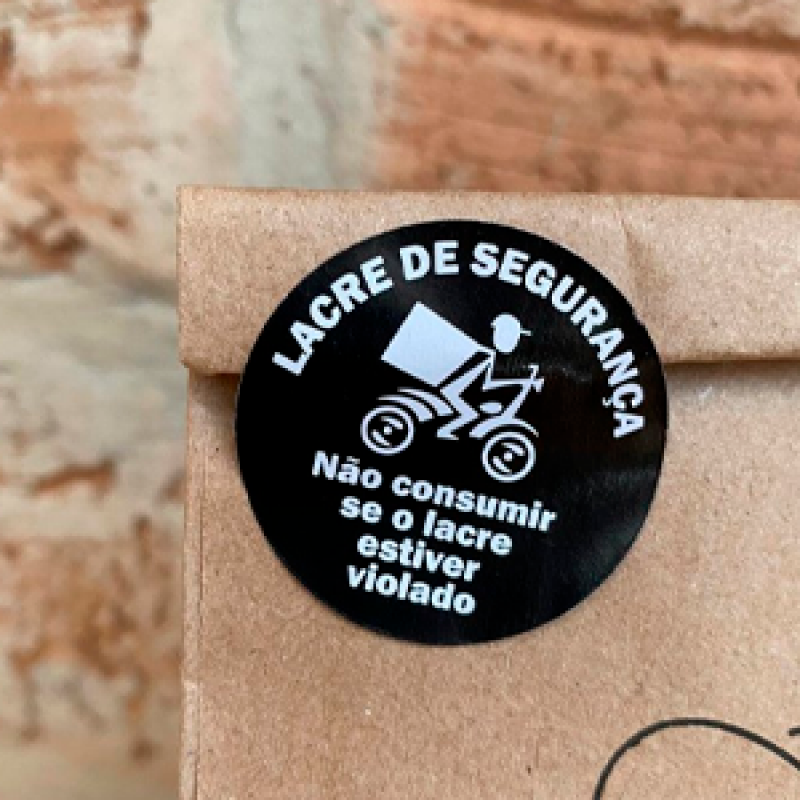 LACRE DE SEGURANÇA
Não consumir
se o lacre
estiver
violado